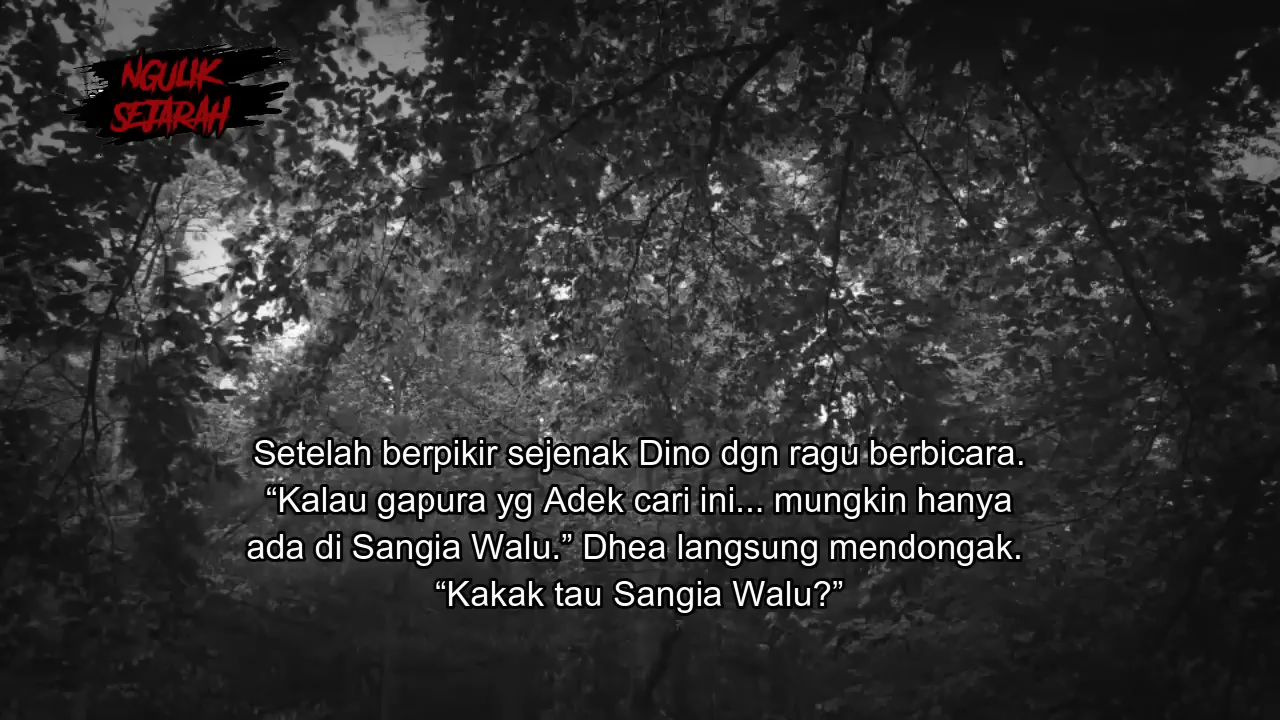 NGULIK
SEJARAH
Setelah berpikir sejenak Dino dgn ragu berbicara.
“Kalau gapura yg Adek cari ini... mungkin hanya
ada di Sangia Walu.” Dhea langsung mendongak.
“Kakak tau Sangia Walu?”